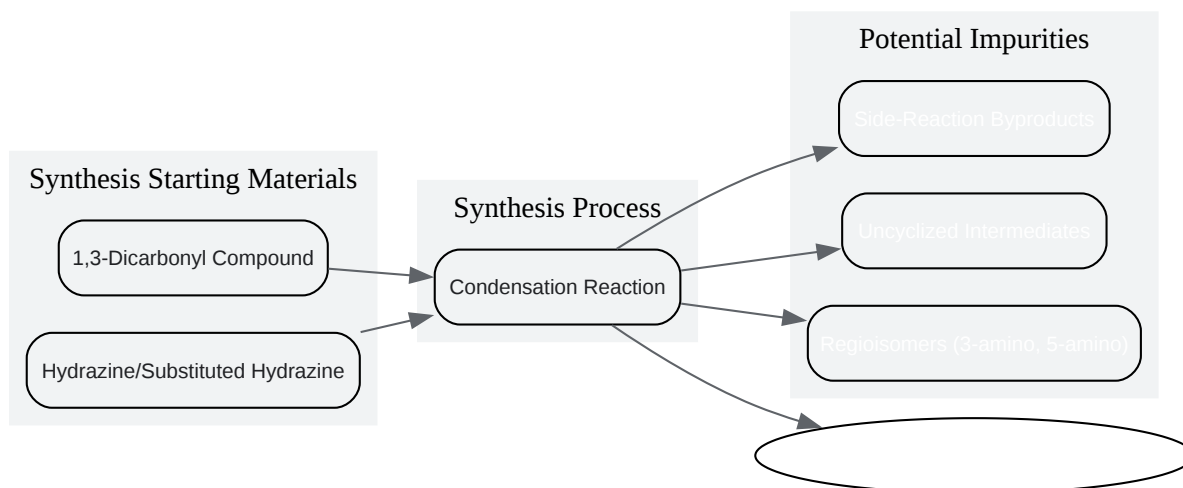 Potential Impurities
Side-Reaction Byproducts
Synthesis Starting Materials
Synthesis Process
1,3-Dicarbonyl Compound
Condensation Reaction
Uncyclized Intermediates
Hydrazine/Substituted Hydrazine
Regioisomers (3-amino, 5-amino)